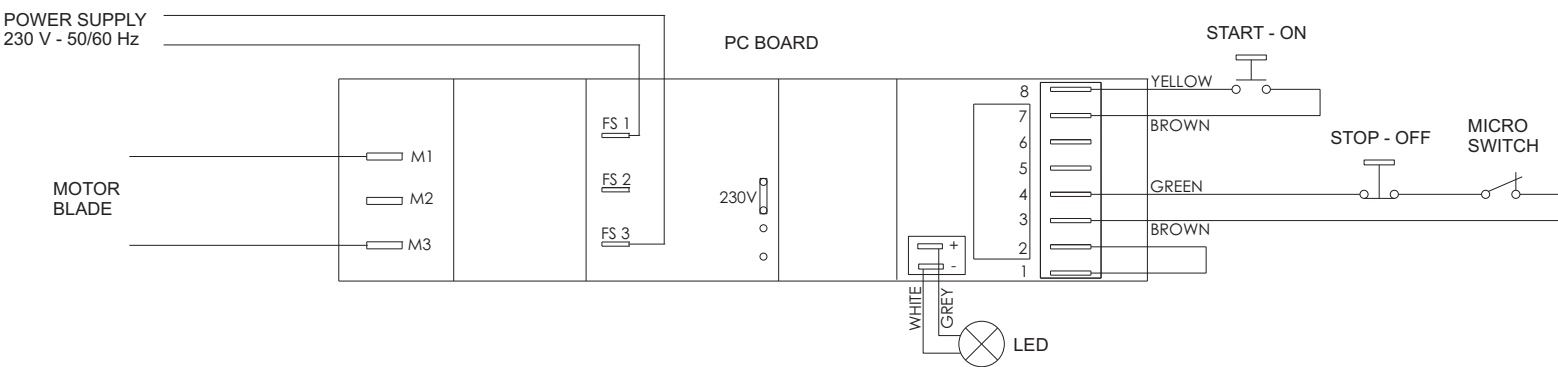 POWER SUPPLY
230 V - 50/60 Hz
PC BOARD
START - ON
YELLOW
BROWN
STOP - OFF
MICRO
SWITCH
GREEN
BROWN
8
7
6
5
4
3
2
1
FS 1
FS 2
FS 3
230V
M1
M2
M3
MOTOR
BLADE
+
-
WHITE
GREY
LED